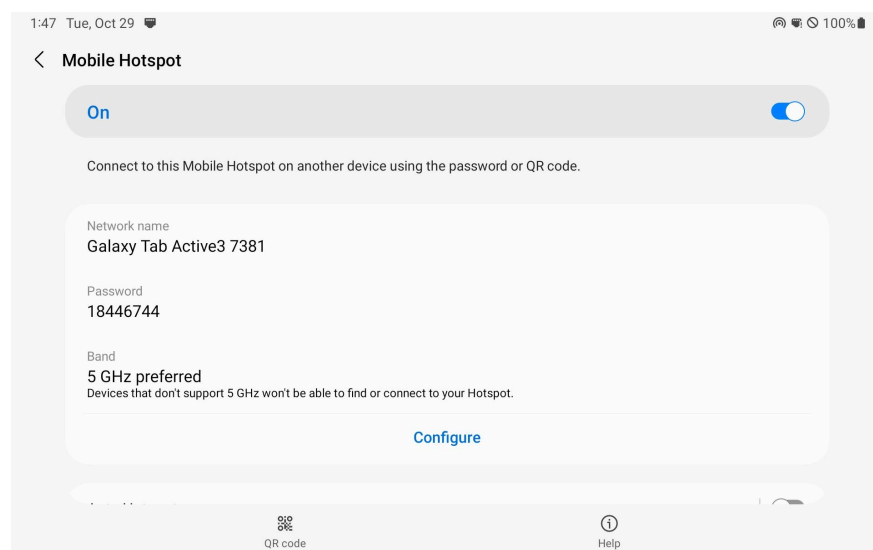 1:47 Tue, Oct 29
100%
Mobile Hotspot
On
Connect to this Mobile Hotspot on another device using the password or QR code.
Network name
Galaxy Tab Active3 7381
Password
18446744
Band
5 GHz preferred
Devices that don't support 5 GHz won't be able to find or connect to your Hotspot.
Configure
QR code
Help